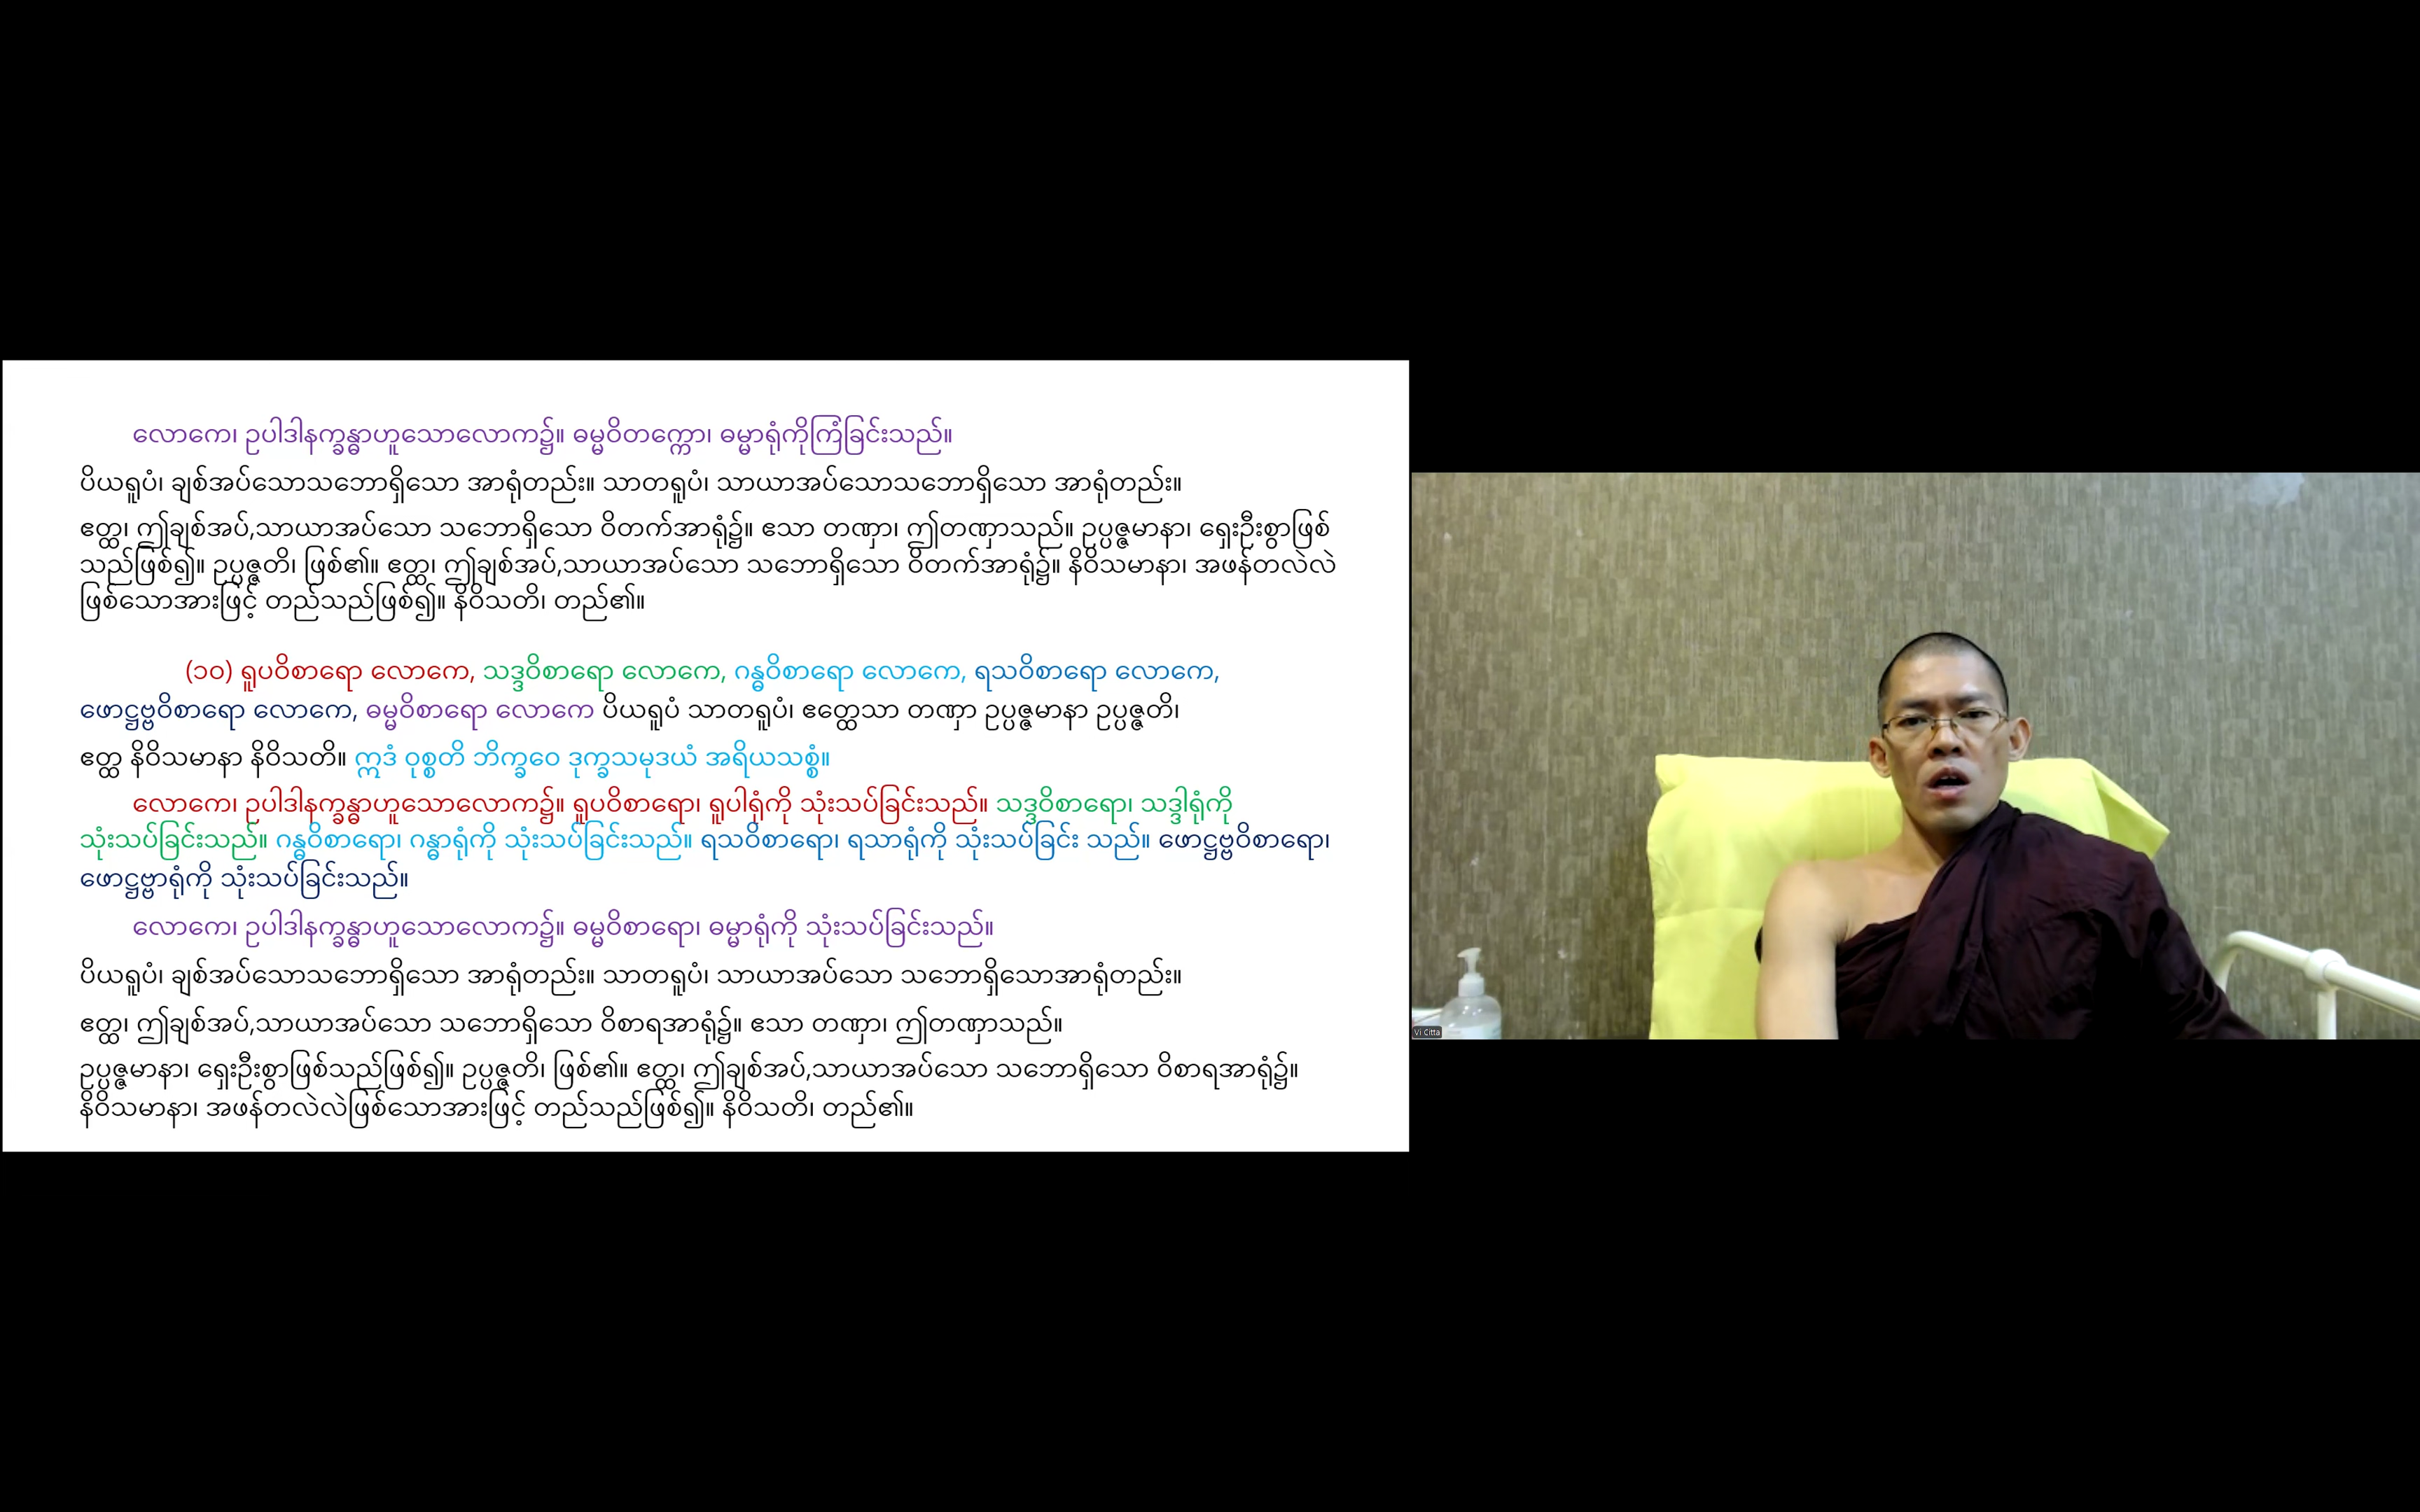 လောကေ၊ ဥပါဒါနက္ခန္ဓာဟူသောလောက၌။ ဓမ္မဝိတက္ကော၊ ဓမ္မာရုံကိုကြံခြင်းသည်။
ပိယရူပံ၊ ချစ်အပ်သောသဘောရှိသော အာရုံတည်း။ သာတရူပံ၊ သာယာအပ်သောသဘောရှိသော အာရုံတည်း။
ဧတ္ထ၊ ဤချစ်အပ်,သာယာအပ်သော သဘောရှိသော ဝိတက်အာရုံ၌။ ဧသာ တဏှာ၊ ဤတဏှာသည်။ ဥပ္ပဇ္ဇမာနာ၊ ရှေးဦးစွာဖြစ်
သည်ဖြစ်၍။ ဥပ္ပဇ္ဇတိ၊ ဖြစ်၏။ ဧတ္ထ၊ ဤချစ်အပ်,သာယာအပ်သော သဘောရှိသော ဝိတက်အာရုံ၌။ နိဝိသမာနာ၊ အဖန်တလဲလဲ
ဖြစ်သောအားဖြင့် တည်သည်ဖြစ်၍။ နိဝိသတိ၊ တည်၏။
(၁၀) ရူပဝိစာရော လောကေ, သဒ္ဒဝိစာရော လောကေ, ဂန္ဓဝိစာရော လောကေ, ရသဝိစာရော လောကေ,
ဖောဋ္ဌဗ္ဗဝိစာရော လောကေ, ဓမ္မဝိစာရော လောကေ ပိယရူပံ သာတရူပံ၊ ဧတ္ထေသာ တဏှာ ဥပ္ပဇ္ဇမာနာ ဥပ္ပဇ္ဇတိ၊
ဧတ္ထ နိဝိသမာနာ နိဝိသတိ။ ဣဒံ ဝုစ္စတိ ဘိက္ခဝေ ဒုက္ခသမုဒယံ အရိယသစ္စံ။
လောကေ၊ ဥပါဒါနက္ခန္ဓာဟူသောလောက၌။ ရူပဝိစာရော၊ ရူပါရုံကို သုံးသပ်ခြင်းသည်။ သဒ္ဒဝိစာရော၊ သဒ္ဒါရုံကို
သုံးသပ်ခြင်းသည်။ ဂန္ဓဝိစာရော၊ ဂန္ဓာရုံကို သုံးသပ်ခြင်းသည်။ ရသဝိစာရော၊ ရသာရုံကို သုံးသပ်ခြင်း သည်။ ဖောဋ္ဌဗ္ဗဝိစာရော၊
ဖောဋ္ဌဗ္ဗာရုံကို သုံးသပ်ခြင်းသည်။
လောကေ၊ ဥပါဒါနက္ခန္ဓာဟူသောလောက၌။ ဓမ္မဝိစာရော၊ ဓမ္မာရုံကို သုံးသပ်ခြင်းသည်။
ပိယရူပံ၊ ချစ်အပ်သောသဘောရှိသော အာရုံတည်း။ သာတရူပံ၊ သာယာအပ်သော သဘောရှိသောအာရုံတည်း။
ဧတ္ထ၊ ဤချစ်အပ်,သာယာအပ်သော သဘောရှိသော ဝိစာရအာရုံ၌။ ဧသာ တဏှာ၊ ဤတဏှာသည်။
ဥပ္ပဇ္ဇမာနာ၊ ရှေးဦးစွာဖြစ်သည်ဖြစ်၍။ ဥပ္ပဇ္ဇတိ၊ ဖြစ်၏။ ဧတ္ထ၊ ဤချစ်အပ်,သာယာအပ်သော သဘောရှိသော ဝိစာရအာရုံ၌။
နိဝိသမာနာ၊ အဖန်တလဲလဲဖြစ်သောအားဖြင့် တည်သည်ဖြစ်၍။ နိဝိသတိ၊ တည်၏။
Vi Citta